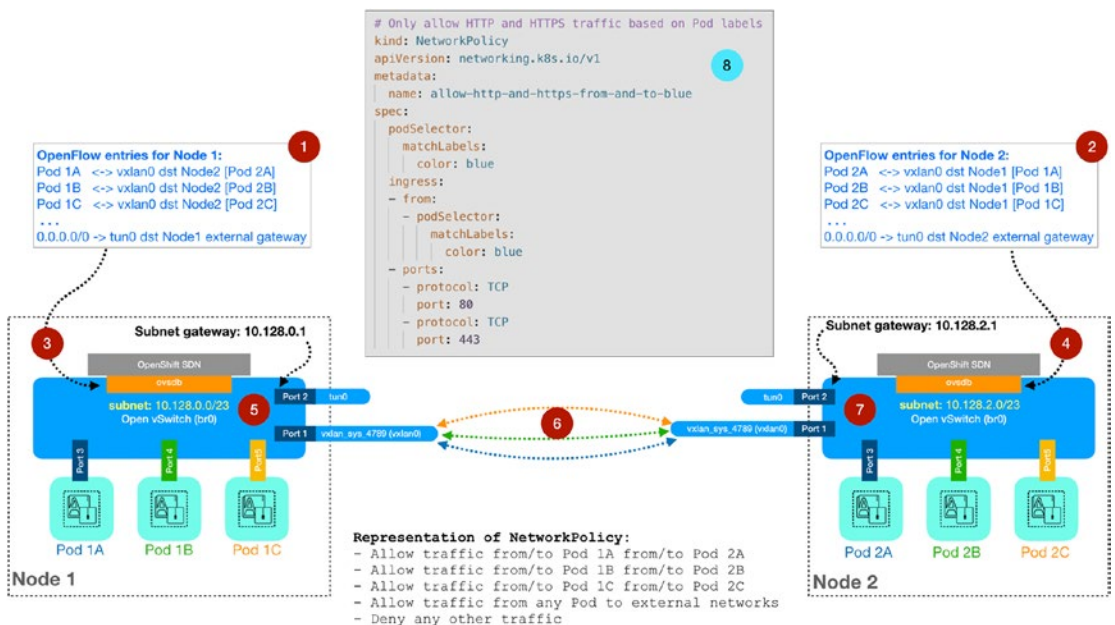 # Only allow HTTP and HTTPS traffic based on Pod labels
kind: NetworkPolicy
apiVersion: networking.k8s.io/v1
metadata:
name: allow-http-and-https-from-and-to-blue
spec:
podSelector:
matchLabels:
color: blue
ingress:
- from:
- podSelector:
matchLabels:
color: blue
- ports:
- protocol: TCP
port: 80
- protocol: TCP
port: 443
8
1
OpenFlow entries for Node 1:
Pod 1A <-> vxlan0 dst Node2 [Pod 2A]
Pod 1B <-> vxlan0 dst Node2 [Pod 2B]
Pod 1C <-> vxlan0 dst Node2 [Pod 2C]
. . .
0.0.0.0/0 -> tun0 dst Node1 external gateway
2
OpenFlow entries for Node 2:
Pod 2A <-> vxlan0 dst Node1 [Pod 1A]
Pod 2B <-> vxlan0 dst Node1 [Pod 1B]
Pod 2C <-> vxlan0 dst Node1 [Pod 1C]
. . .
0.0.0.0/0 -> tun0 dst Node2 external gateway
3
Subnet gateway: 10.128.0.1
OpenShift SDN
ovsdb
subnet: 10.128.0.0/23
Open vSwitch (br0)
5
Port 2
tun0
Port 1
vxlan_sys_4789 (vxlan0)
Port 3
Port 4
Port5
Pod 1A
Pod 1B
Pod 1C
Node 1
6
Subnet gateway: 10.128.2.1
4
OpenShift SDN
ovsdb
tun0
Port 2
7
subnet: 10.128.2.0/23
Open vSwitch (br0)
vxlan_sys_4789 (vxlan0)
Port 1
Port 3
Port 4
Port5
Pod 2A
Pod 2B
Pod 2C
Node 2
Representation of NetworkPolicy:
- Allow traffic from/to Pod 1A from/to Pod 2A
- Allow traffic from/to Pod 1B from/to Pod 2B
- Allow traffic from/to Pod 1C from/to Pod 2C
- Allow traffic from any Pod to external networks
- Deny any other traffic